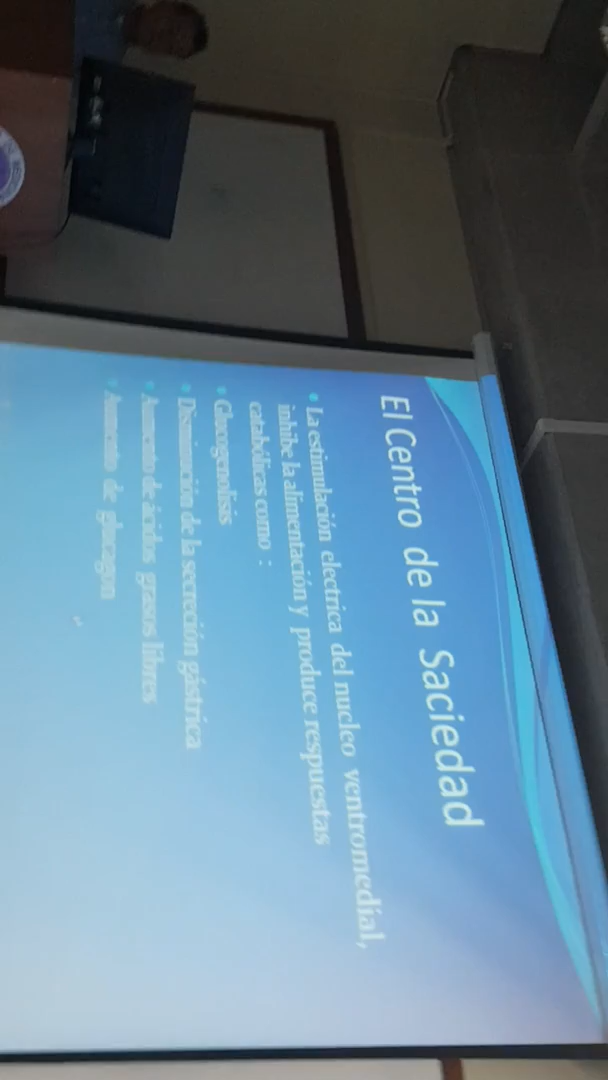 El Centro de la Saciedad
• La estimulación electrica del nucleo ventromedial,
inhibe la alimentación y produce respuestas
catabólicas como :
• Glucogenolisis
• Disminución de la secreción gástrica
• Aumento de ácidos grasos libres
• Aumento de glucagon